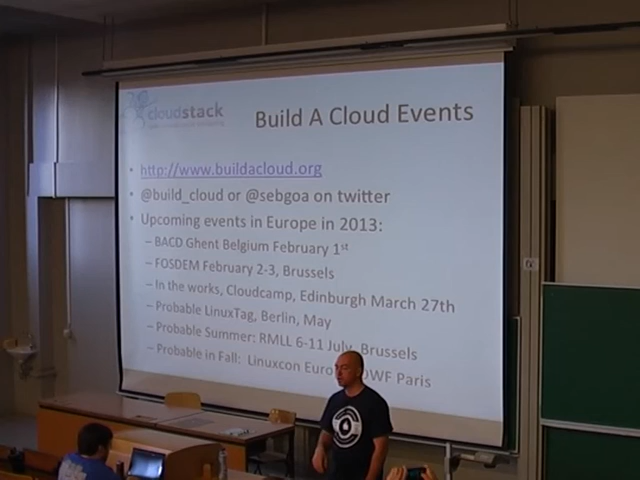 cloudstack
Build A Cloud Events
• http://www.buildacloud.org
• @build_cloud or @sebgoa on twitter
• Upcoming events in Europe in 2013:
– BACD Ghent Belgium February 1st
– FOSDEM February 2-3, Brussels
– In the works, Cloudcamp, Edinburgh March 27th
– Probable LinuxTag, Berlin, May
– Probable Summer: RMLL 6-11 July, Brussels
– Probable in Fall: Linuxcon Euro OWF Paris